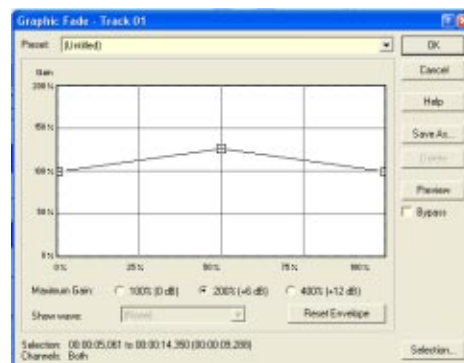 Graphic Fade - Track 01
Preset: (Untitled)
OK
Cancel
Help
Save As...
Delete
Preview
Bypass
Gain
200%
150%
100%
50%
0%
0% 25% 50% 75% 100%
Maximum Gain: 100% (0 dB) 200% (+6 dB) 400% (+12 dB)
Show wave: (None) Reset Envelope
Selection: 00:00:05,061 to 00:00:14,350 (00:00:09,288)
Channels: Both
Selection...